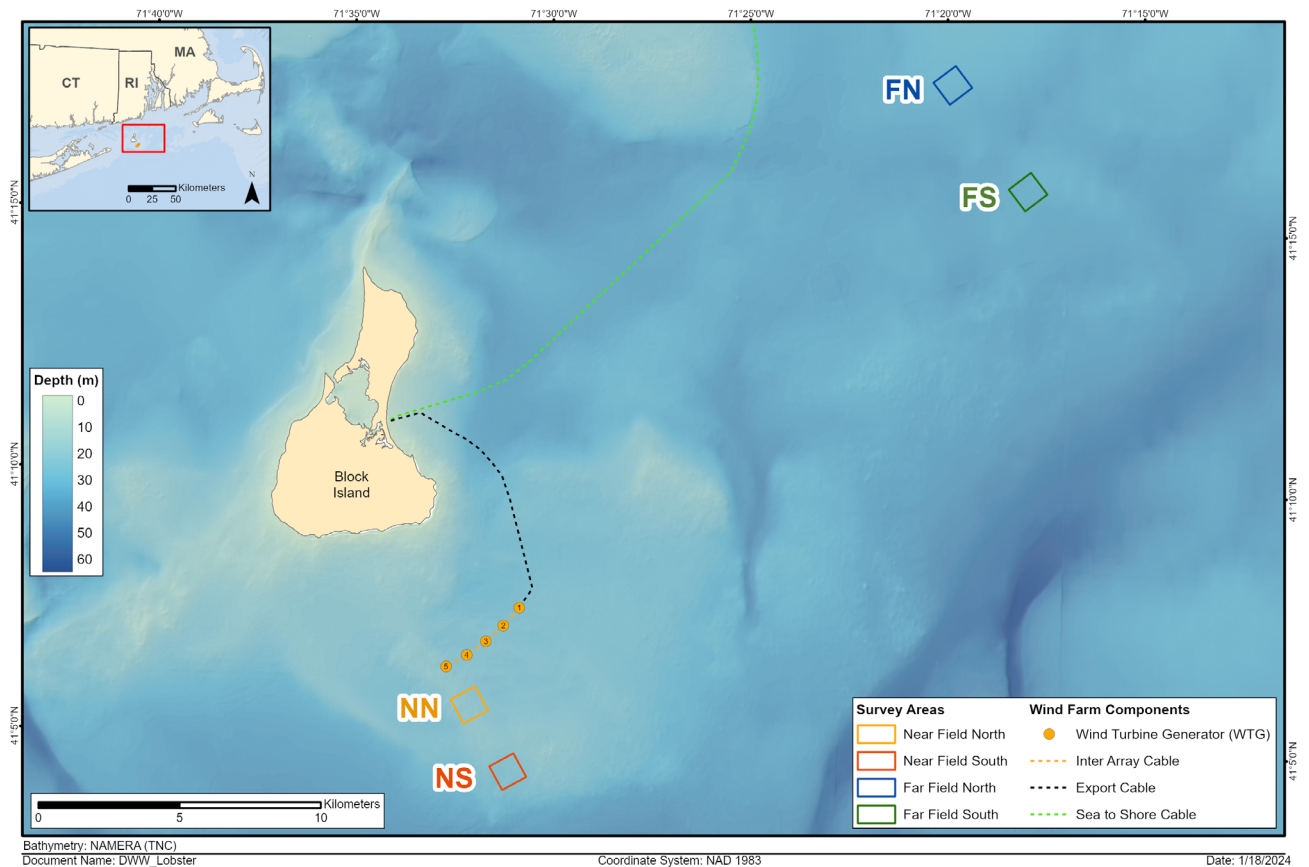 71°40'0"W 71°35'0"W 71°30'0"W 71°25'0"W 71°20'0"W 71°15'0"W
MA
CT RI
N
Kilometers
0 25 50
FN
FS
41°15'0"N 41°15'0"N
Depth (m)
0
10
20
30
40
50
60
Block
Island
41°10'0"N 41°10'0"N
1
2
3
4
5
NN
NS
41°5'0"N 41°5'0"N
Survey Areas
Near Field North
Near Field South
Far Field North
Far Field South
Wind Farm Components
Wind Turbine Generator (WTG)
Inter Array Cable
Export Cable
Sea to Shore Cable
Kilometers
0 5 10
Bathymetry: NAMERA (TNC)
Document Name: DWW_Lobster Coordinate System: NAD 1983 Date: 1/18/2024